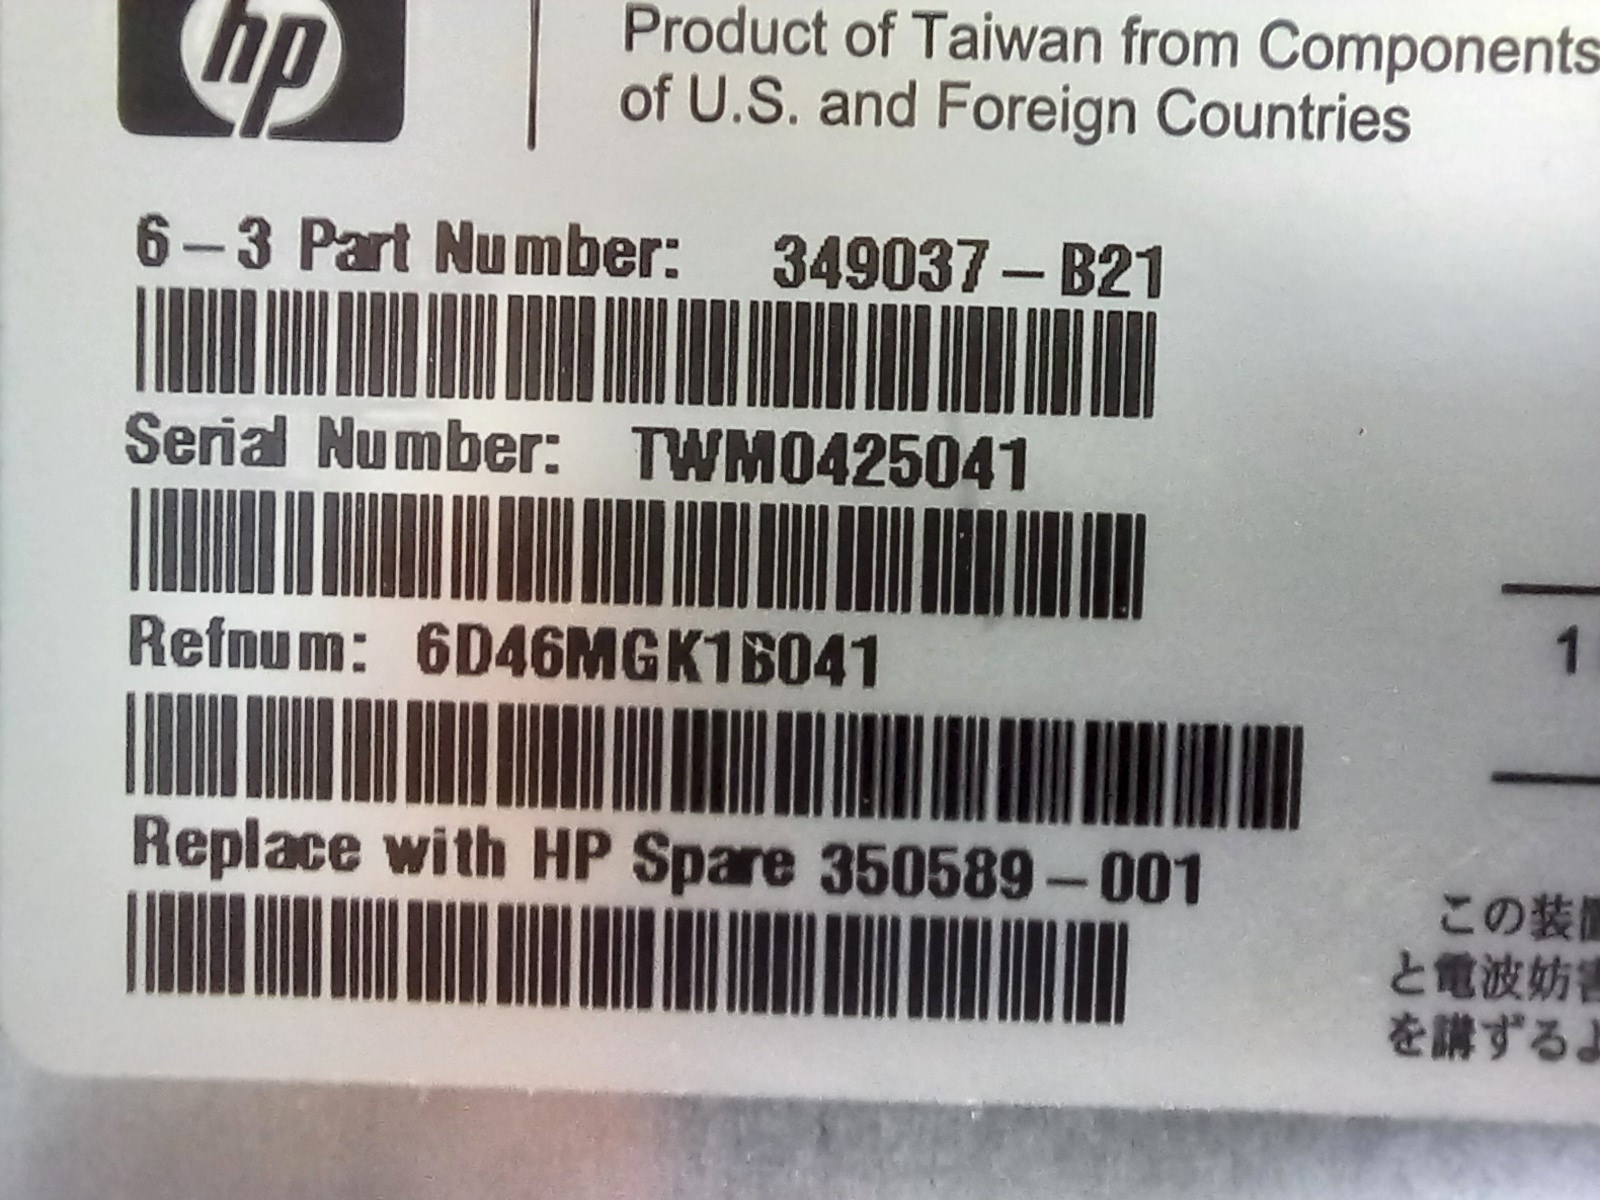 hp
Product of Taiwan from Components
of U.S. and Foreign Countries
6-3 Part Number: 349037-B21
Serial Number: TWM0425041
Refnum: 6D46MGK1B041
1
Replace with HP Spare 350589-001
この装
と電波妨害
を講ずるよ